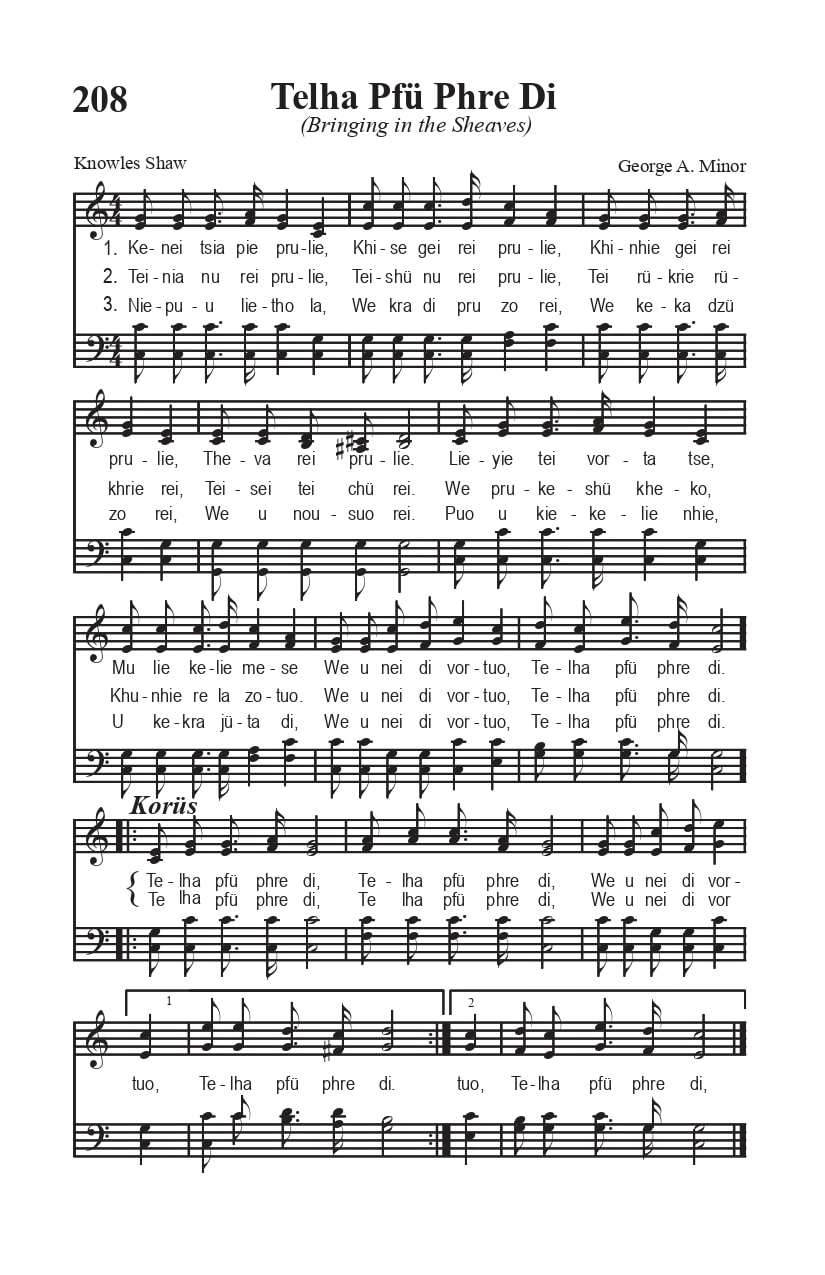 208
Telha Pfü Phre Di
(Bringing in the Sheaves)
Knowles Shaw
George A. Minor
1. Ke-nei tsia pie pru-lie, Khi-se gei rei pru-lie, Khi-nhie gei rei
2. Tei-nia nu rei pru-lie, Tei-shü nu rei pru-lie, Tei rü-krie rü-
3. Nie-pu-u lie-tho la, We kra di pru zo rei, We ke-ka dzü
pru-lie, The-va rei pru-lie. Lie-yie tei vor-ta tse,
khrie rei, Tei-sei tei chü rei. We pru-ke-shü khe-ko,
zo rei, We u nou-suo rei. Puo u kie-ke-lie nhie,
Mu lie ke-lie me-se We u nei di vor-tuo, Te-lha pfü phre di.
Khu-nhie re la zo-tuo. We u nei di vor-tuo, Te-lha pfü phre di.
U ke-kra jü-ta di, We u nei di vor-tuo, Te-lha pfü phre di.
Korüs
Te-lha pfü phre di, Te-lha pfü phre di, We u nei di vor-
Te lha pfü phre di, Te-lha pfü phre di, We u nei di vor
1 2
tuo, Te-lha pfü phre di. tuo, Te-lha pfü phre di,